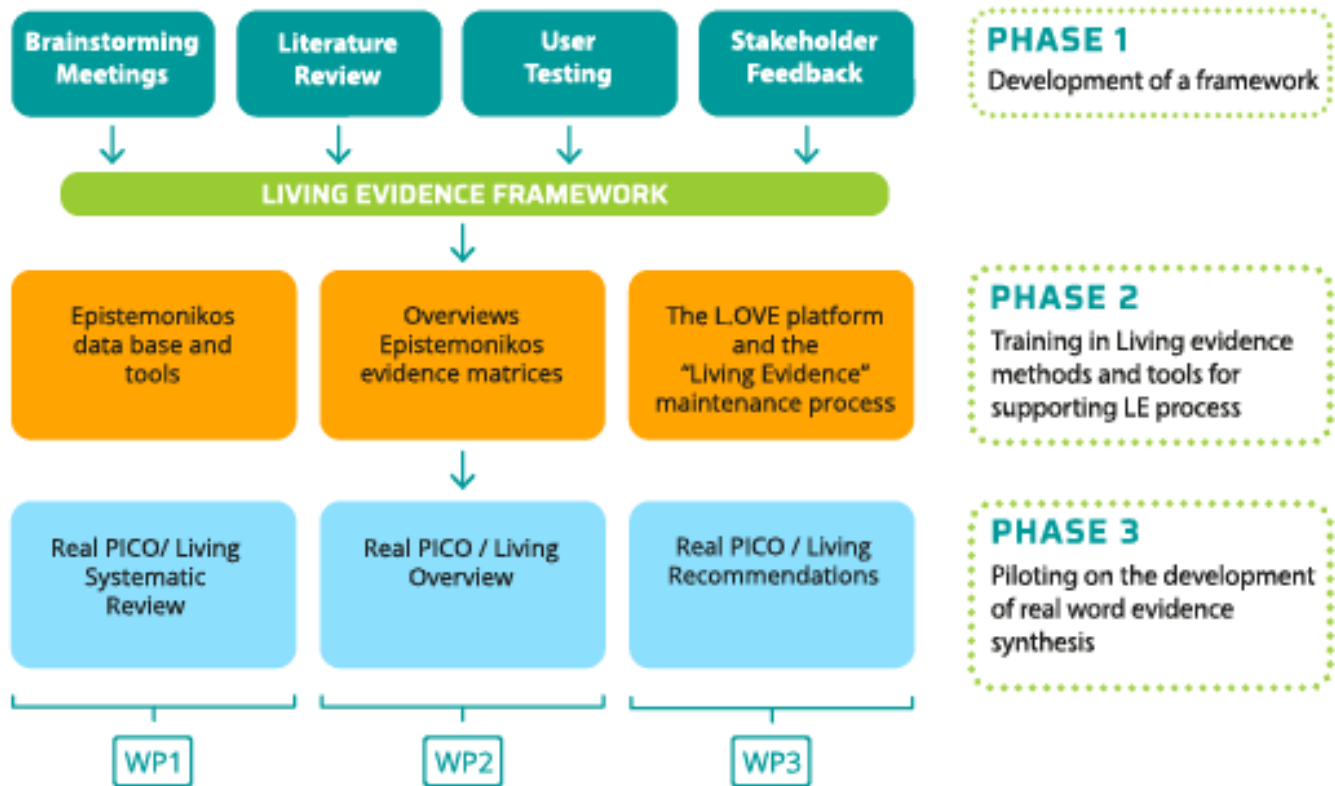 Brainstorming
Meetings
Literature
Review
User
Testing
Stakeholder
Feedback
PHASE 1
Development of a framework
LIVING EVIDENCE FRAMEWORK
Epistemonikos
data base and
tools
Overviews
Epistemonikos
evidence matrices
The L.OVE platform
and the
“Living Evidence”
maintenance process
PHASE 2
Training in Living evidence
methods and tools for
supporting LE process
Real PICO/ Living
Systematic
Review
Real PICO / Living
Overview
Real PICO / Living
Recommendations
PHASE 3
Piloting on the development
of real word evidence
synthesis
WP1
WP2
WP3